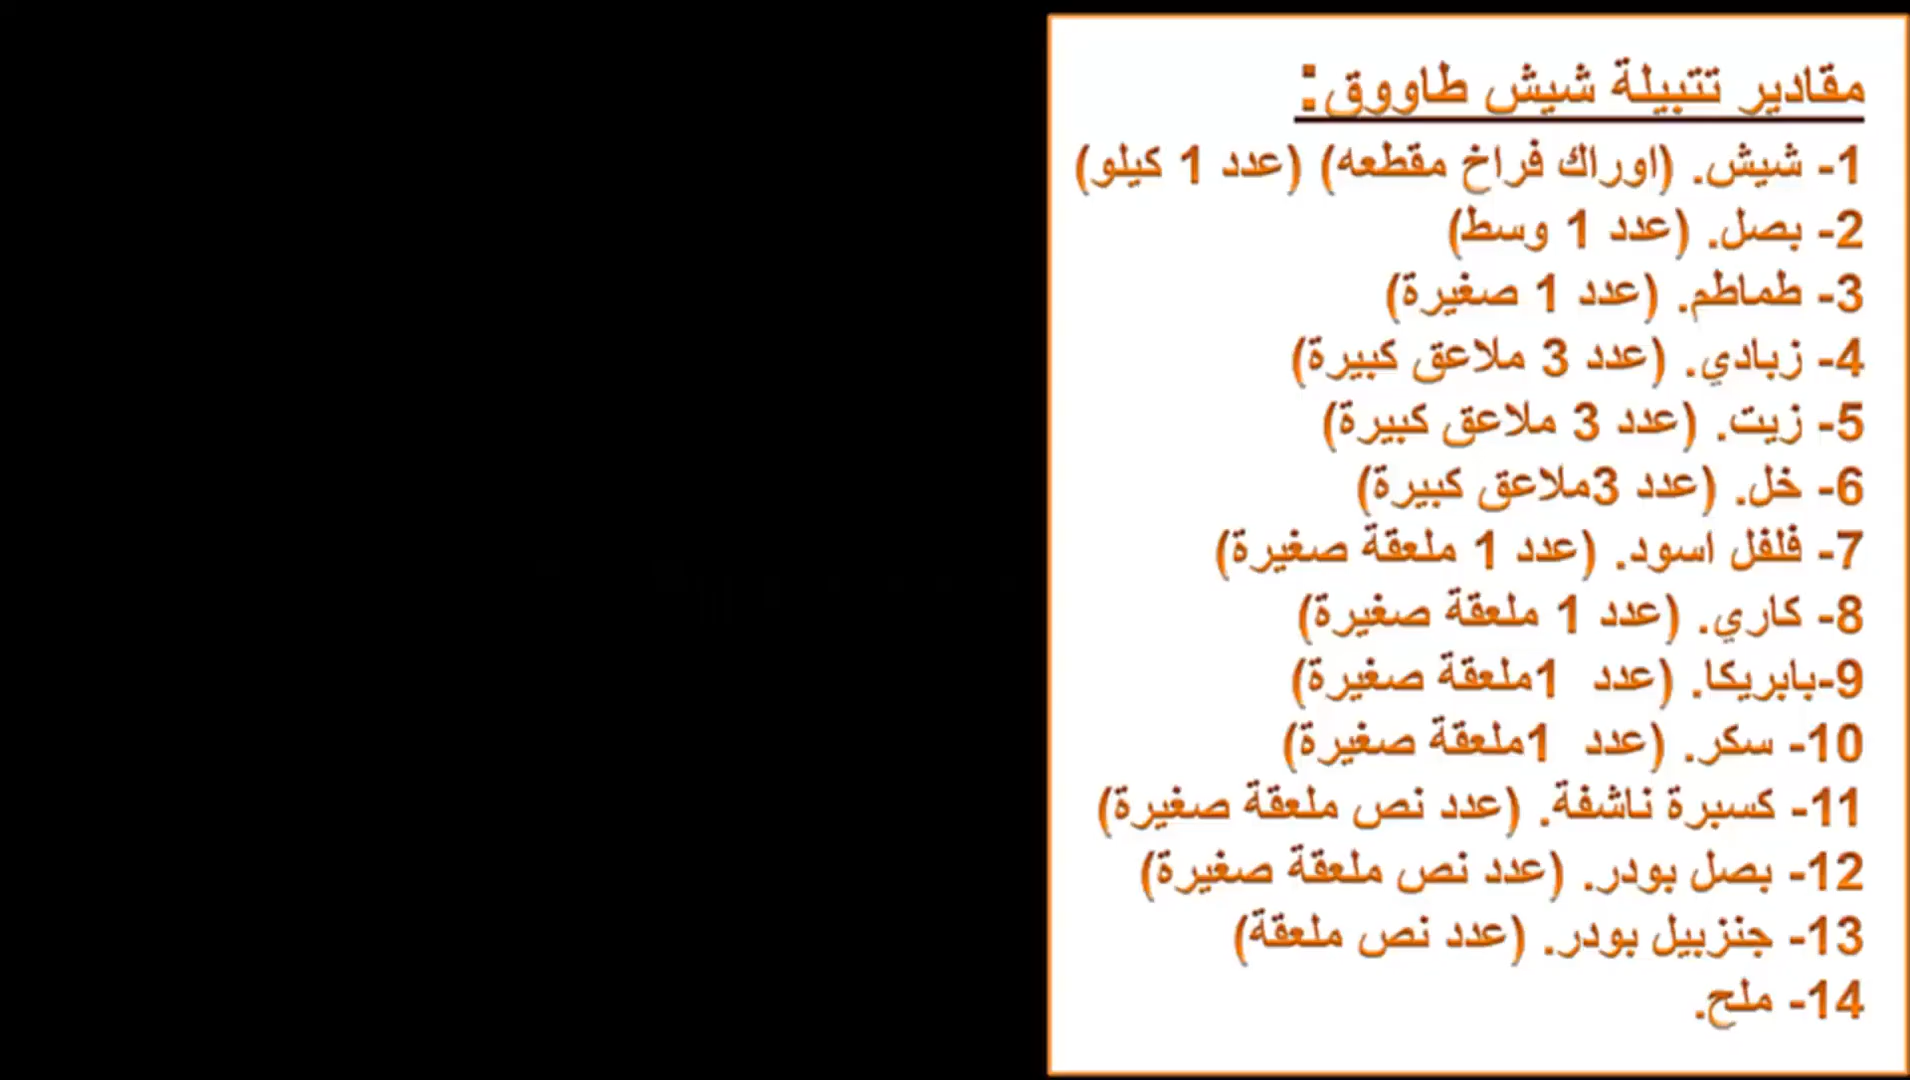 مقادير تتبيلة شيش طاووق:
1- شيش. (اوراك فراخ مقطعه) (عدد 1 كيلو)
2- بصل. (عدد 1 وسط)
3- طماطم. (عدد 1 صغيرة)
4- زبادي. (عدد 3 ملاعق كبيرة)
5- زيت. (عدد 3 ملاعق كبيرة)
6- خل. (عدد 3ملاعق كبيرة)
7- فلفل اسود. (عدد 1 ملعقة صغيرة)
8- كاري. (عدد 1 ملعقة صغيرة)
9-بابريكا. (عدد  1ملعقة صغيرة)
10- سكر. (عدد  1ملعقة صغيرة)
11- كسبرة ناشفة. (عدد نص ملعقة صغيرة)
12- بصل بودر. (عدد نص ملعقة صغيرة)
13- جنزبيل بودر. (عدد نص ملعقة)
14- ملح.